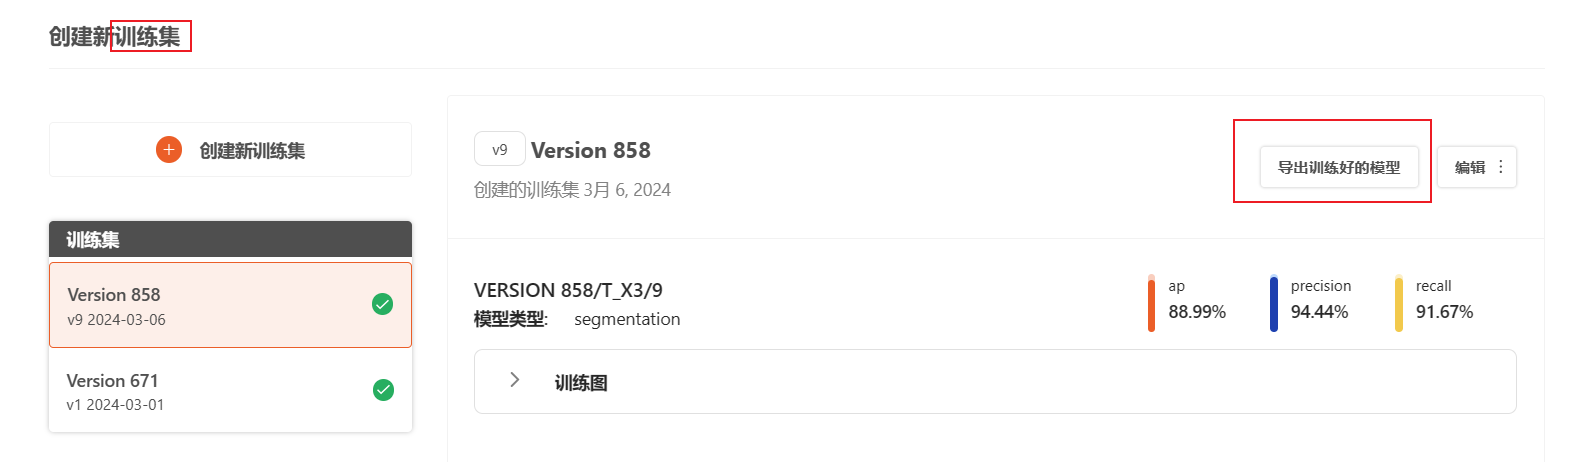 创建新训练集
创建新训练集
训练集
Version 858
v9 2024-03-06
Version 671
v1 2024-03-01
v9 Version 858
创建的训练集 3月 6, 2024
导出训练好的模型
编辑
VERSION 858/T_X3/9
模型类型: segmentation
ap
88.99%
precision
94.44%
recall
91.67%
训练图